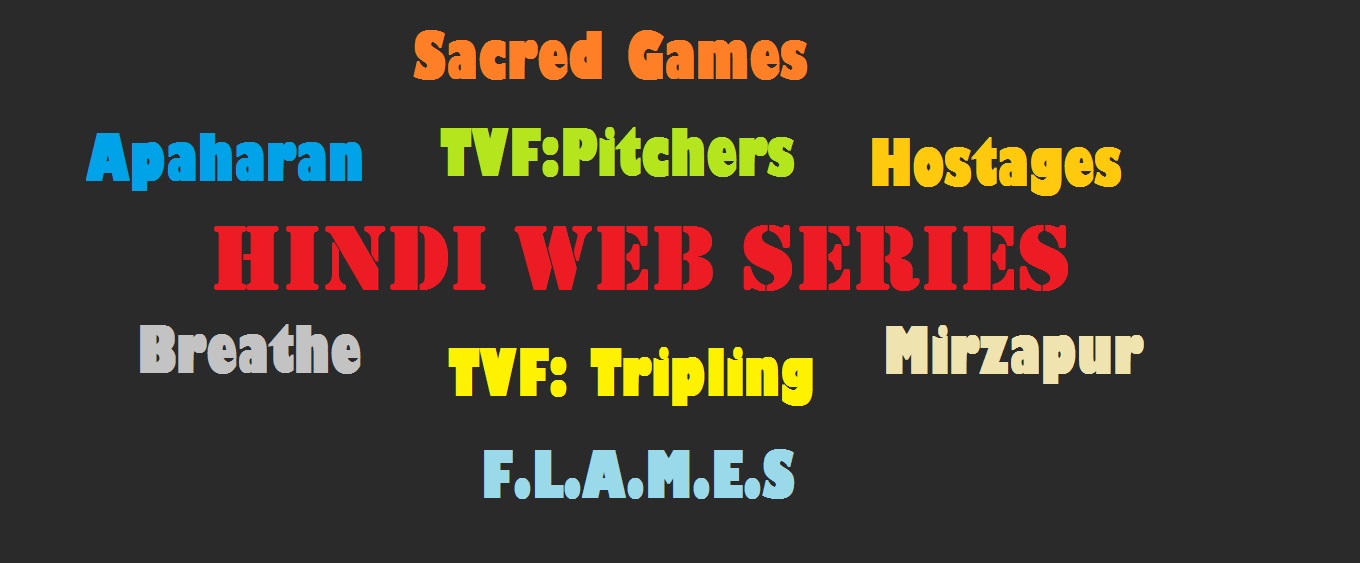 Sacred Games
Apaharan TVF:Pitchers Hostages
HINDI WEB SERIES
Breathe TVF: Tripling Mirzapur
F.L.A.M.E.S